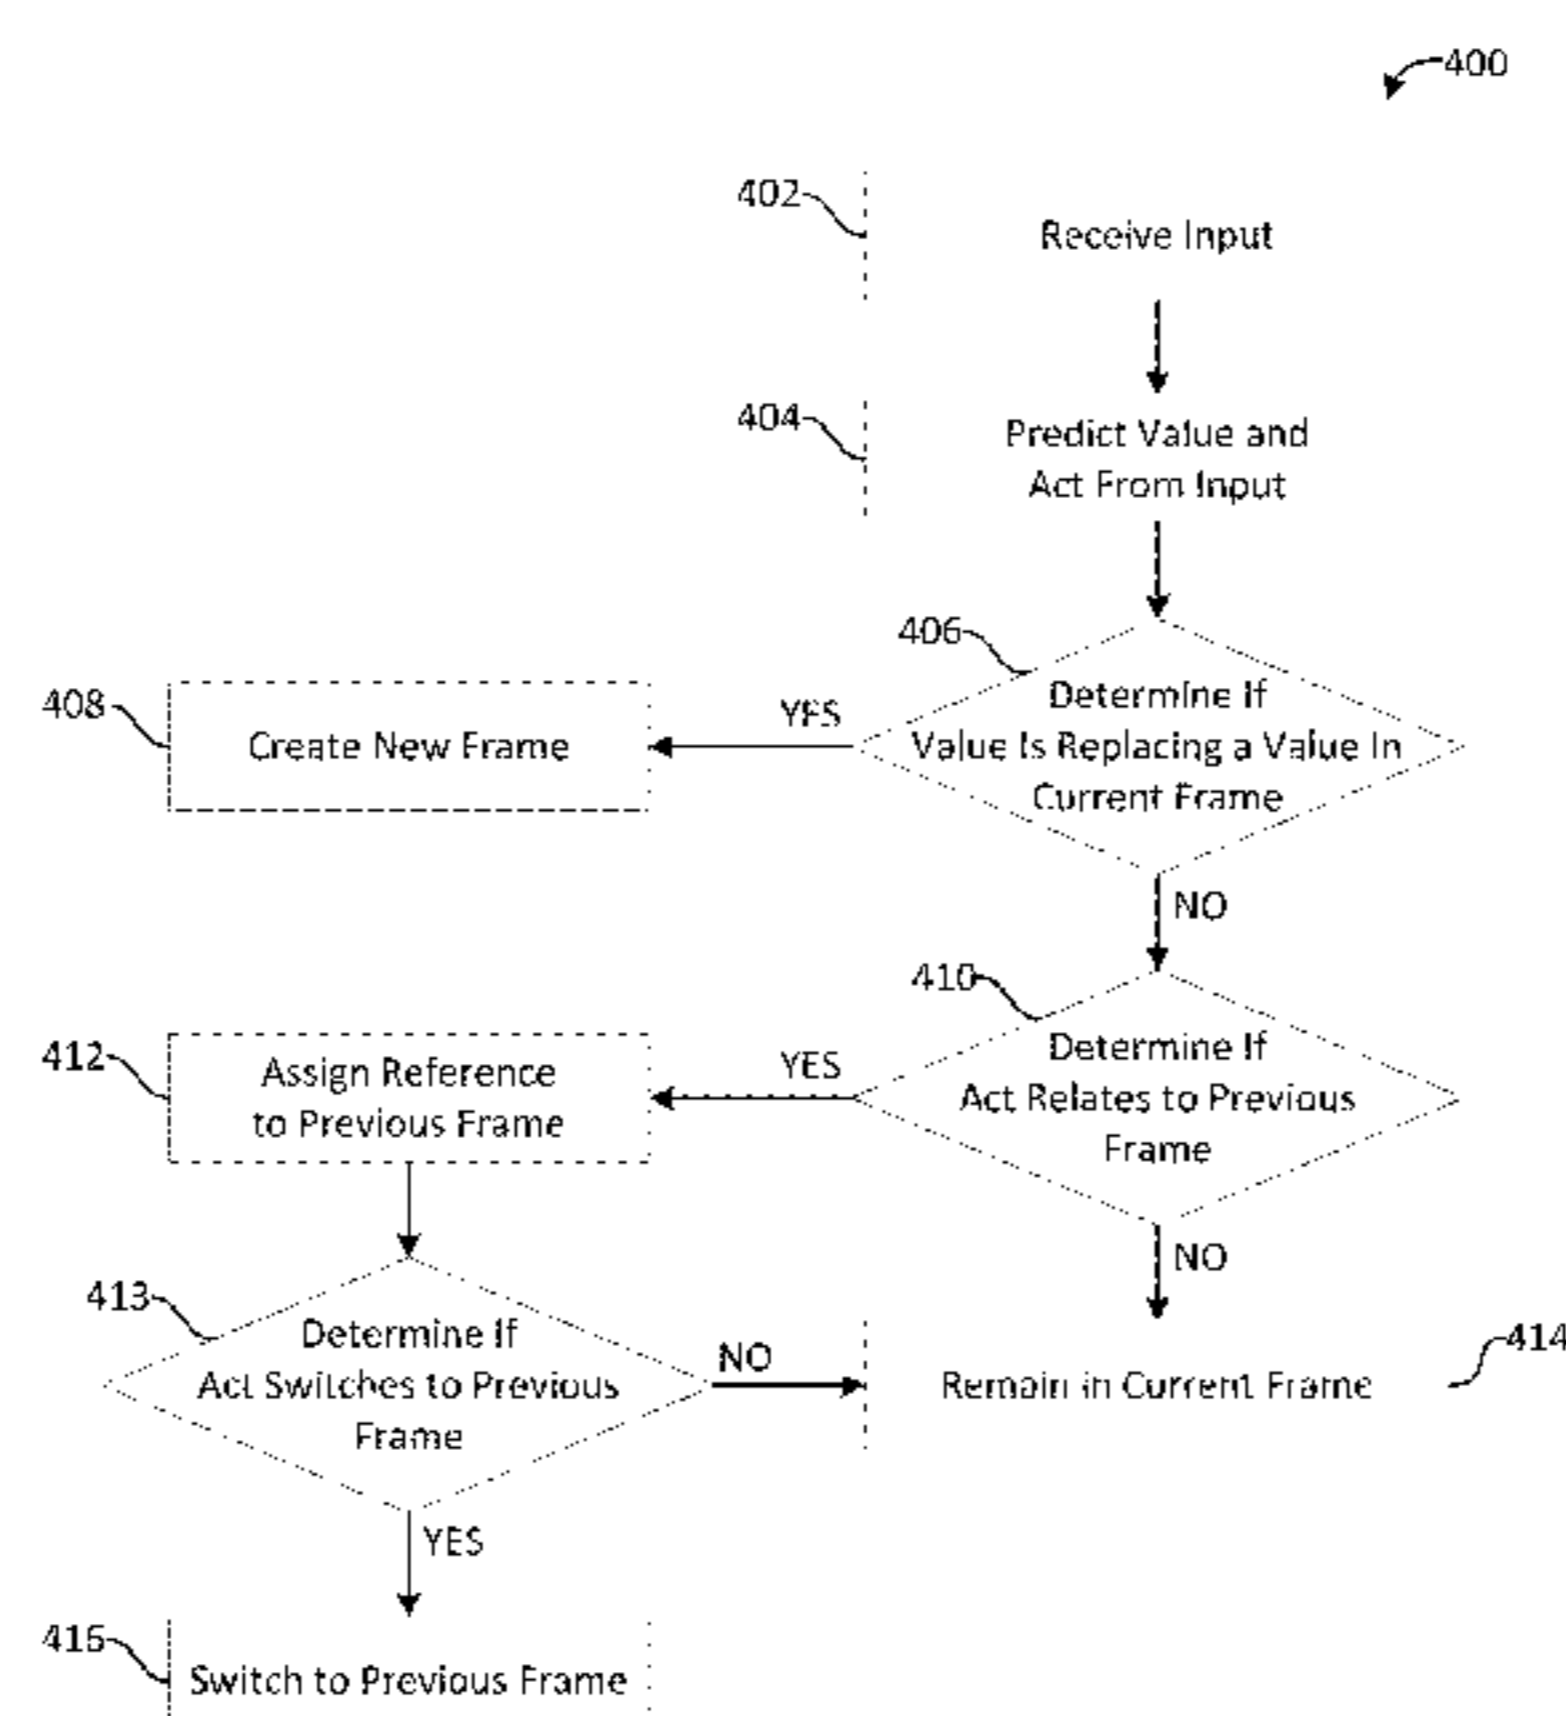 400
402
Receive Input
404
Predict Value and
Act From Input
406
Determine If
Value Is Replacing a Value In
Current Frame
YES
408
Create New Frame
NO
410
Determine If
Act Relates to Previous
Frame
YES
412
Assign Reference
to Previous Frame
NO
413
Determine If
Act Switches to Previous
Frame
NO
414
Remain in Current Frame
YES
416
Switch to Previous Frame